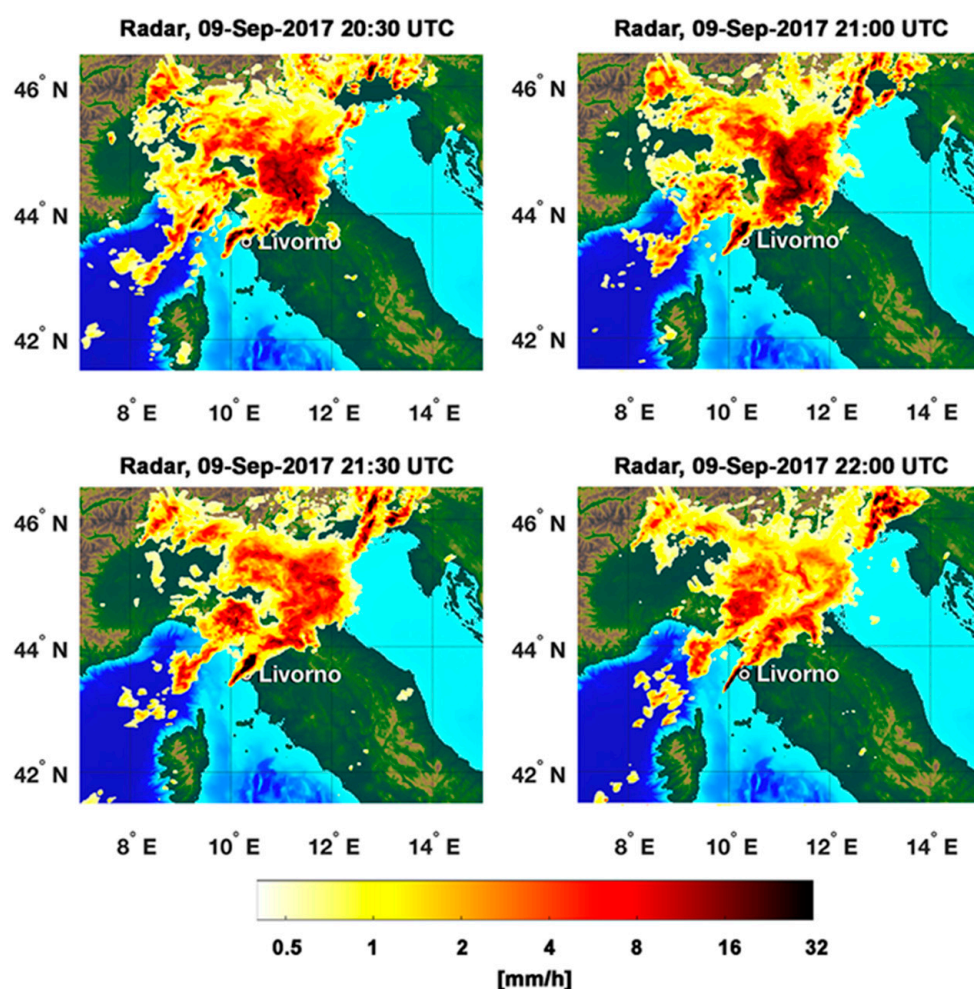 Radar, 09-Sep-2017 20:30 UTC
Radar, 09-Sep-2017 21:00 UTC
46° N
44° N
42° N
Livorno
8° E
10° E
12° E
14° E
46° N
44° N
42° N
Livorno
8° E
10° E
12° E
14° E
Radar, 09-Sep-2017 21:30 UTC
Radar, 09-Sep-2017 22:00 UTC
46° N
44° N
42° N
Livorno
8° E
10° E
12° E
14° E
46° N
44° N
42° N
Livorno
8° E
10° E
12° E
14° E
0.5 1 2 4 8 16 32
[mm/h]